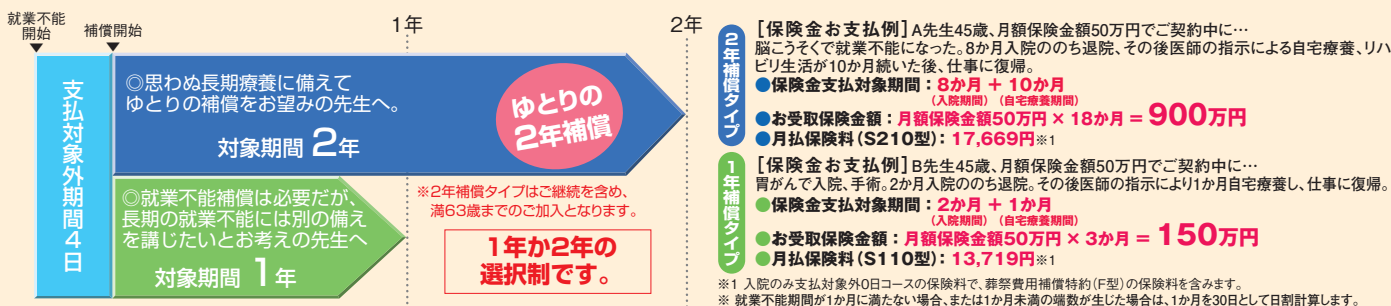 就業不能
開始
補償開始
1年
2年
支払対象外期間4日
◎思わぬ長期療養に備えて
ゆとりの補償をお望みの先生へ。
対象期間 2年
ゆとりの
2年補償
◎就業不能補償は必要だが、
長期の就業不能には別の備え
を講じたいとお考えの先生へ
対象期間 1年
※2年補償タイプはご継続を含め、
満63歳までのご加入となります。
1年か2年の
選択制です。
2年補償タイプ
［保険金お支払例］A先生45歳、月額保険金額50万円でご契約中に…
脳こうそくで就業不能になった。8か月入院ののち退院、その後医師の指示による自宅療養、リハ
ビリ生活が10か月続いた後、仕事に復帰。
●保険金支払対象期間：8か月 ＋ 10か月
（入院期間）（自宅療養期間）
●お受取保険金額：月額保険金額50万円 × 18か月 ＝ 900万円
●月払保険料（S210型）：17,669円※1
1年補償タイプ
［保険金お支払例］B先生45歳、月額保険金額50万円でご契約中に…
胃がんで入院、手術。2か月入院ののち退院。その後医師の指示により1か月自宅療養し、仕事に復帰。
●保険金支払対象期間：2か月 ＋ 1か月
（入院期間）（自宅療養期間）
●お受取保険金額：月額保険金額50万円 × 3か月 ＝ 150万円
●月払保険料（S110型）：13,719円※1
※1 入院のみ支払対象外0日コースの保険料で、葬祭費用補償特約（F型）の保険料を含みます。
※ 就業不能期間が1か月に満たない場合、または1か月未満の端数が生じた場合は、1か月を30日として日割計算します。